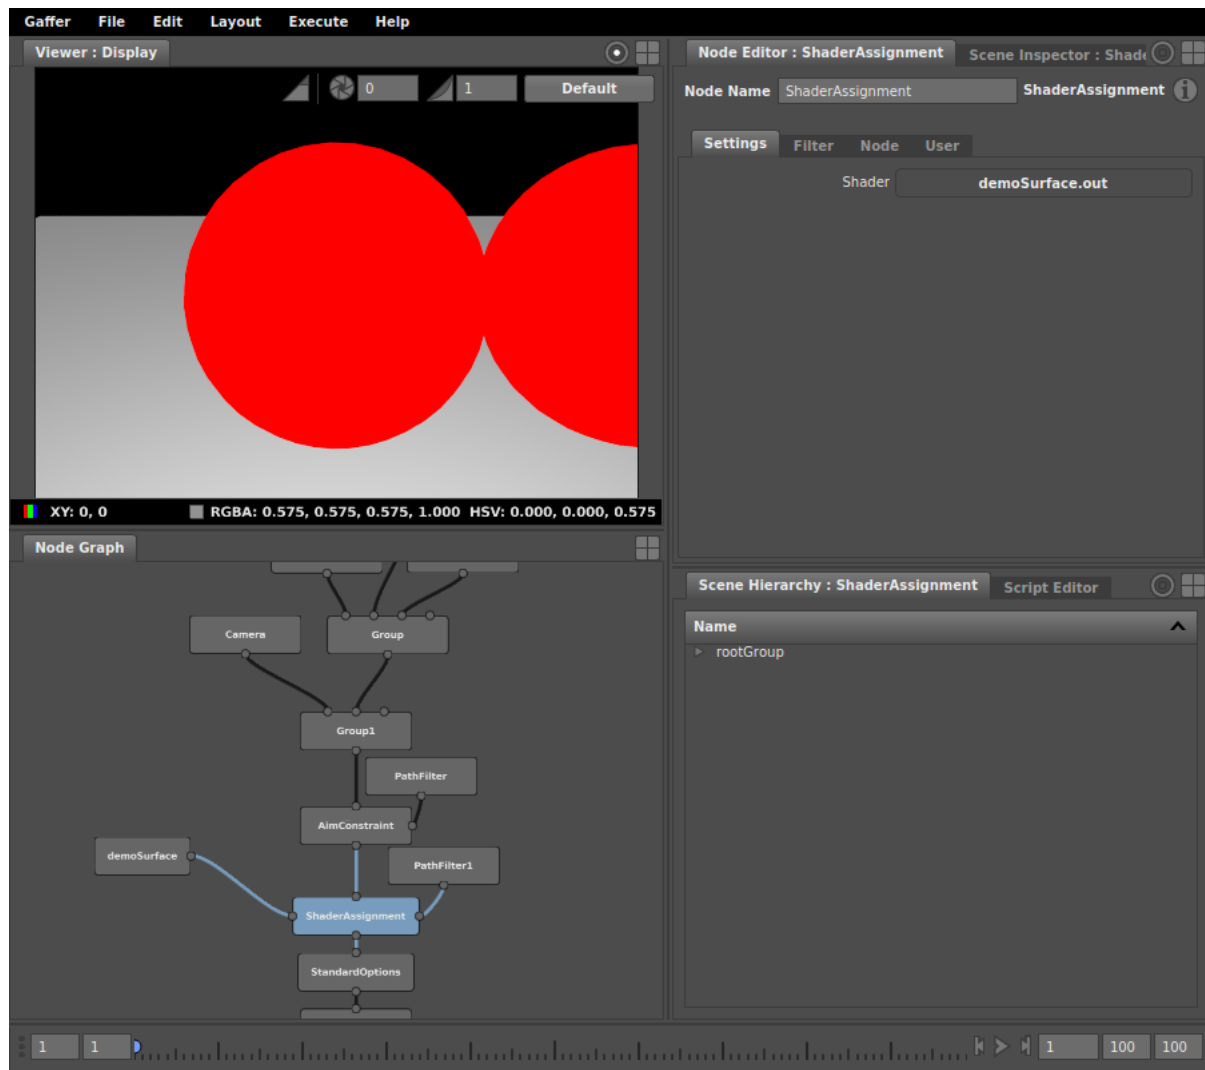 Gaffer File Edit Layout Execute Help
Viewer : Display
0 1 Default
XY: 0, 0 RGBA: 0.575, 0.575, 0.575, 1.000 HSV: 0.000, 0.000, 0.575
Node Editor : ShaderAssignment Scene Inspector :
Node Name ShaderAssignment ShaderAssignment
Settings Filter Node User
Shader demoSurface.out
Node Graph
Camera Group
Group1
PathFilter
AimConstraint
demoSurface PathFilter1
ShaderAssignment
StandardOptions
Scene Hierarchy : ShaderAssignment Script Editor
Name
rootGroup
1 1 1 100 100